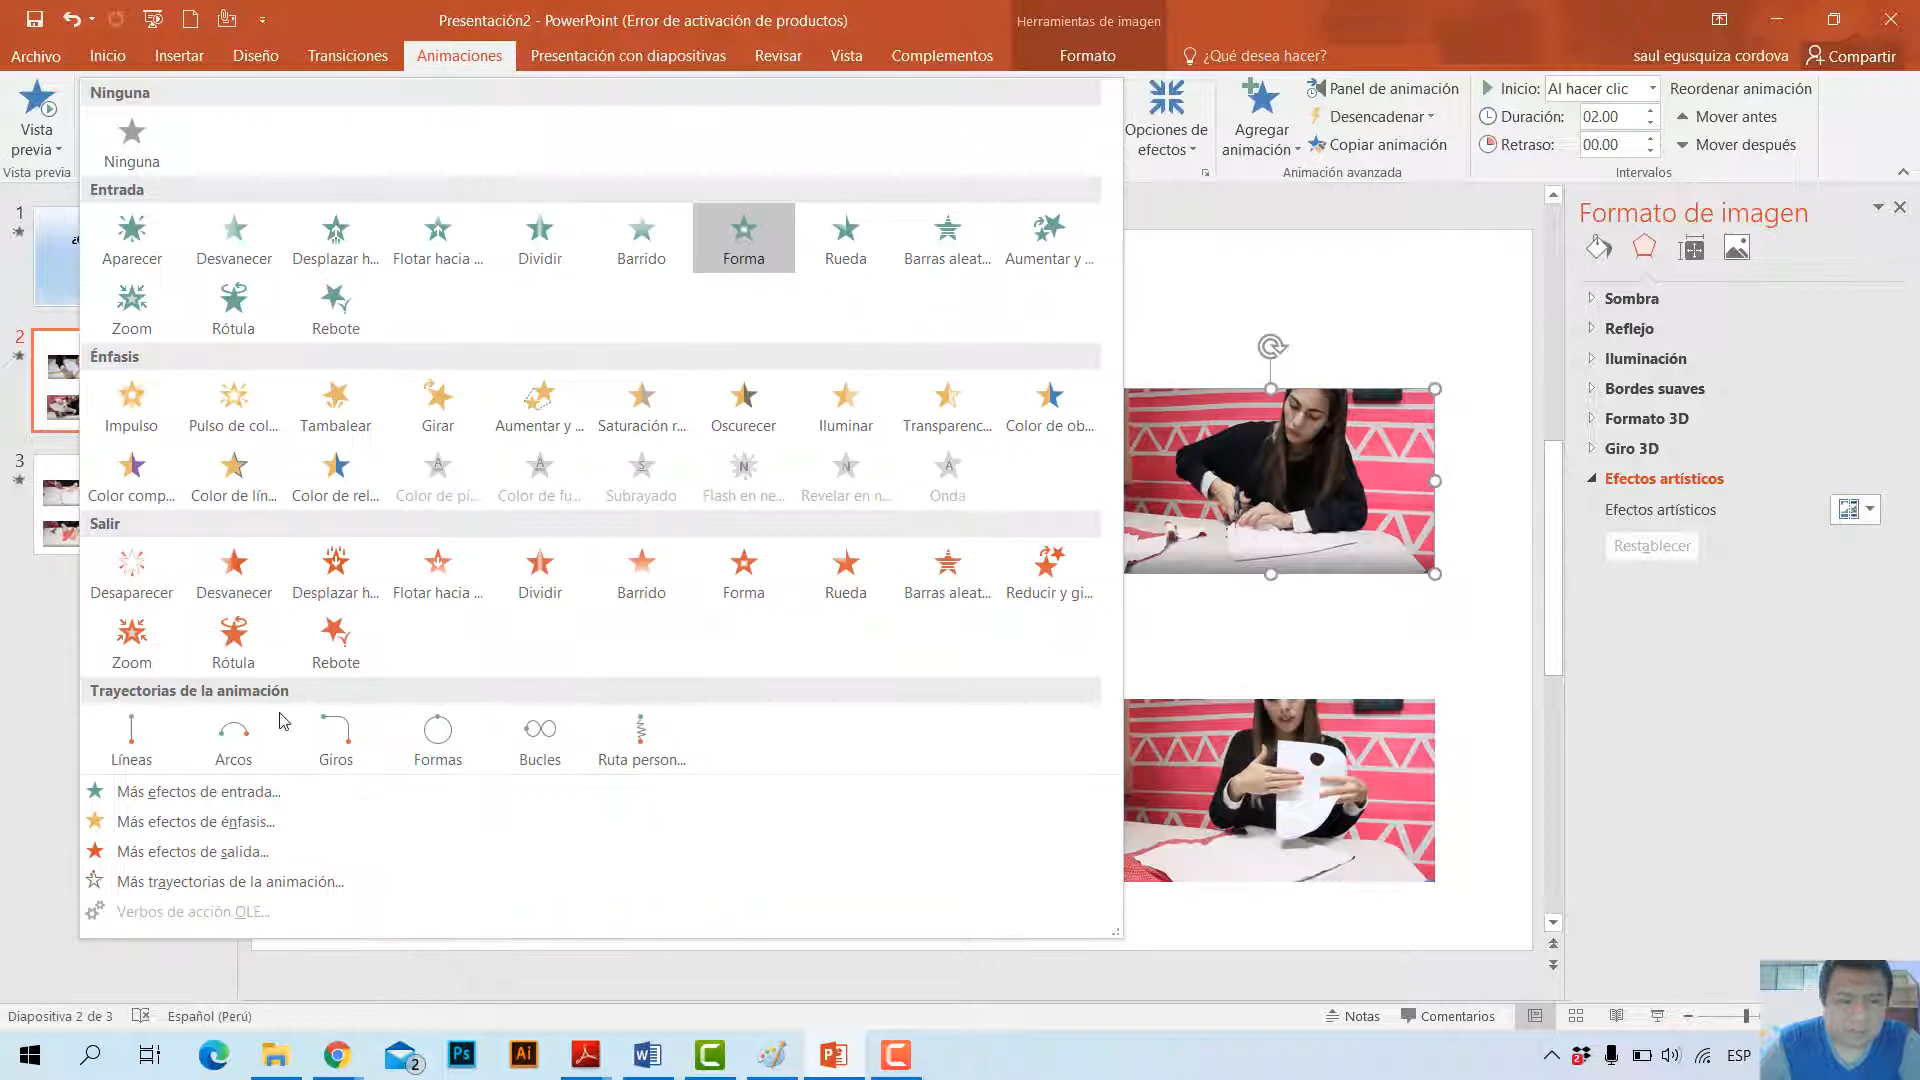 Presentación2 - PowerPoint (Error de activación de productos)
Herramientas de imagen
Archivo
Inicio
Insertar
Diseño
Transiciones
Animaciones
Presentación con diapositivas
Revisar
Vista
Complementos
Formato
¿Qué desea hacer?
saul egusquiza cordova
Compartir
Vista previa
Vista previa
Opciones de efectos
Agregar animación
Panel de animación
Desencadenar
Copiar animación
Animación avanzada
Inicio: Al hacer clic
Duración: 02.00
Retraso: 00.00
Reordenar animación
Mover antes
Mover después
Intervalos
Ninguna
Ninguna
Entrada
Aparecer
Desvanecer
Desplazar h...
Flotar hacia ...
Dividir
Barrido
Forma
Rueda
Barras aleat...
Aumentar y ...
Zoom
Rótula
Rebote
Énfasis
Impulso
Pulso de col...
Tambalear
Girar
Aumentar y ...
Saturación r...
Oscurecer
Iluminar
Transparenc...
Color de ob...
Color comp...
Color de lín...
Color de rel...
Color de pi...
Color de fu...
Subrayado
Flash en ne...
Revelar en n...
Onda
Salir
Desaparecer
Desvanecer
Desplazar h...
Flotar hacia ...
Dividir
Barrido
Forma
Rueda
Barras aleat...
Reducir y gi...
Zoom
Rótula
Rebote
Trayectorias de la animación
Líneas
Arcos
Giros
Formas
Bucles
Ruta person...
Más efectos de entrada...
Más efectos de énfasis...
Más efectos de salida...
Más trayectorias de la animación...
Verbos de acción OLE...
1
2
3
Formato de imagen
Sombra
Reflejo
Iluminación
Bordes suaves
Formato 3D
Giro 3D
Efectos artísticos
Efectos artísticos
Restablecer
Diapositiva 2 de 3
Español (Perú)
Notas
Comentarios
2
Ps
Ai
ESP